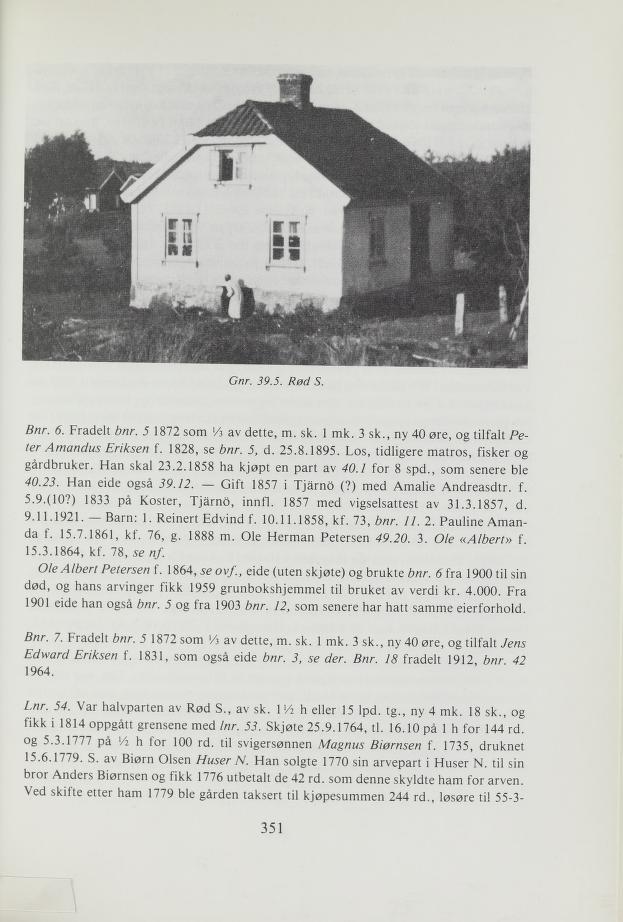 Gnr. 39.5. Rød S.
Bnr. 6. Fradelt bnr. 5 1872 som ⅓ av dette, m. sk. 1 mk. 3 sk., ny 40 øre, og tilfalt Pe-
ter Amandus Eriksen f. 1828, se bnr. 5, d. 25.8.1895. Los, tidligere matros, fisker og
gårdbruker. Han skal 23.2.1858 ha kjøpt en part av 40.1 for 8 spd., som senere ble
40.23. Han eide også 39.12. — Gift 1857 i Tjärnö (?) med Amalie Andreasdtr. f.
5.9.(10?) 1833 på Koster, Tjärnö, innfl. 1857 med vigselsattest av 31.3.1857, d.
9.11.1921. — Barn: 1. Reinert Edvind f. 10.11.1858, kf. 73, bnr. 11. 2. Pauline Aman-
da f. 15.7.1861, kf. 76, g. 1888 m. Ole Herman Petersen 49.20. 3. Ole «Albert» f.
15.3.1864, kf. 78, se nf.
Ole Albert Petersen f. 1864, se ovf., eide (uten skjøte) og brukte bnr. 6 fra 1900 til sin
død, og hans arvinger fikk 1959 grunbokshjemmel til bruket av verdi kr. 4.000. Fra
1901 eide han også bnr. 5 og fra 1903 bnr. 12, som senere har hatt samme eierforhold.
Bnr. 7. Fradelt bnr. 5 1872 som ⅓ av dette, m. sk. 1 mk. 3 sk., ny 40 øre, og tilfalt Jens
Edward Eriksen f. 1831, som også eide bnr. 3, se der. Bnr. 18 fradelt 1912, bnr. 42
1964.
Lnr. 54. Var halvparten av Rød S., av sk. 1½ h eller 15 lpd. tg., ny 4 mk. 18 sk., og
fikk i 1814 oppgått grensene med lnr. 53. Skjøte 25.9.1764, tl. 16.10 på 1 h for 144 rd.
og 5.3.1777 på ½ h for 100 rd. til svigersønnen Magnus Biørnsen f. 1735, druknet
15.6.1779. S. av Biørn Olsen Huser N. Han solgte 1770 sin arvepart i Huser N. til sin
bror Anders Biørnsen og fikk 1776 utbetalt de 42 rd. som denne skyldte ham for arven.
Ved skifte etter ham 1779 ble gården taksert til kjøpesummen 244 rd., løsøre til 55-3-
351